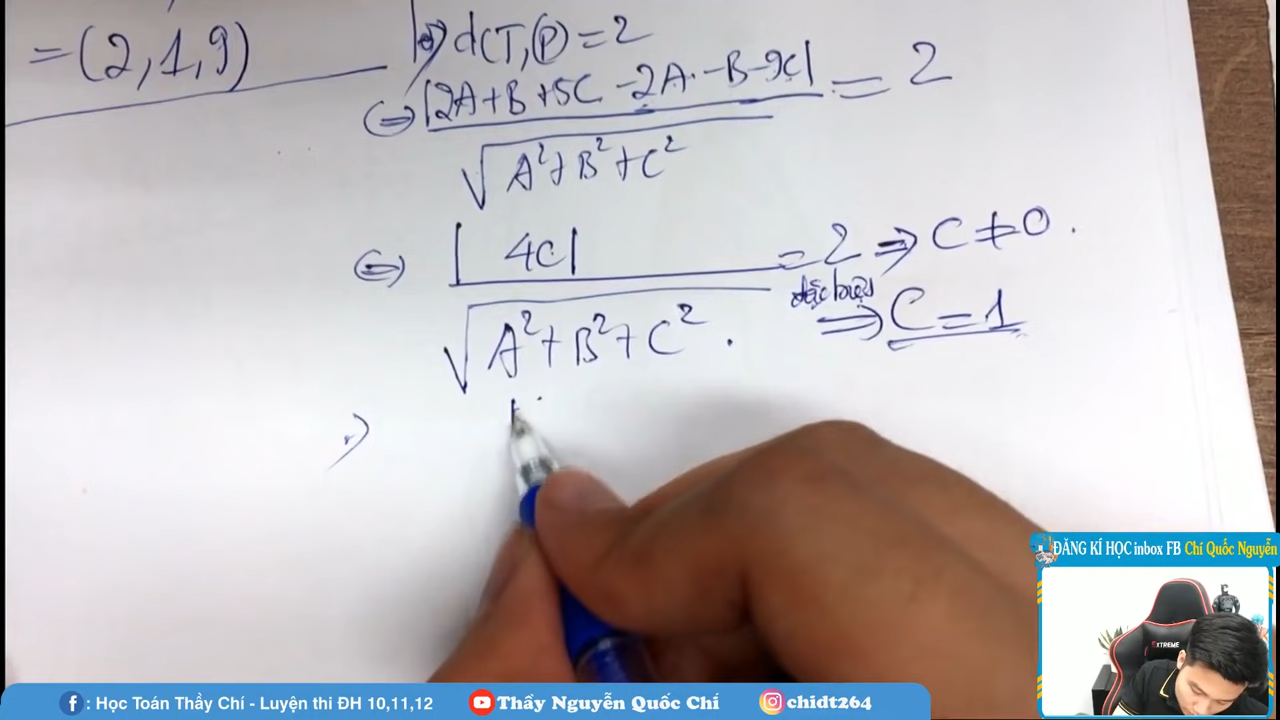 = (2, 1, 9)
d(T,(P)) = 2
⇔ |2A + B + 5C - 2A - B - 9C| = 2
√A² + B² + C²
⇔ |4C| = 2 ⇒ C ≠ 0.
√A² + B² + C².
đặc biệt
⇒ C = 1
⇒
ĐĂNG KÍ HỌC inbox FB Chí Quốc Nguyễn
EXTREME
: Học Toán Thầy Chí - Luyện thi ĐH 10,11,12
Thầy Nguyễn Quốc Chí
chidt264